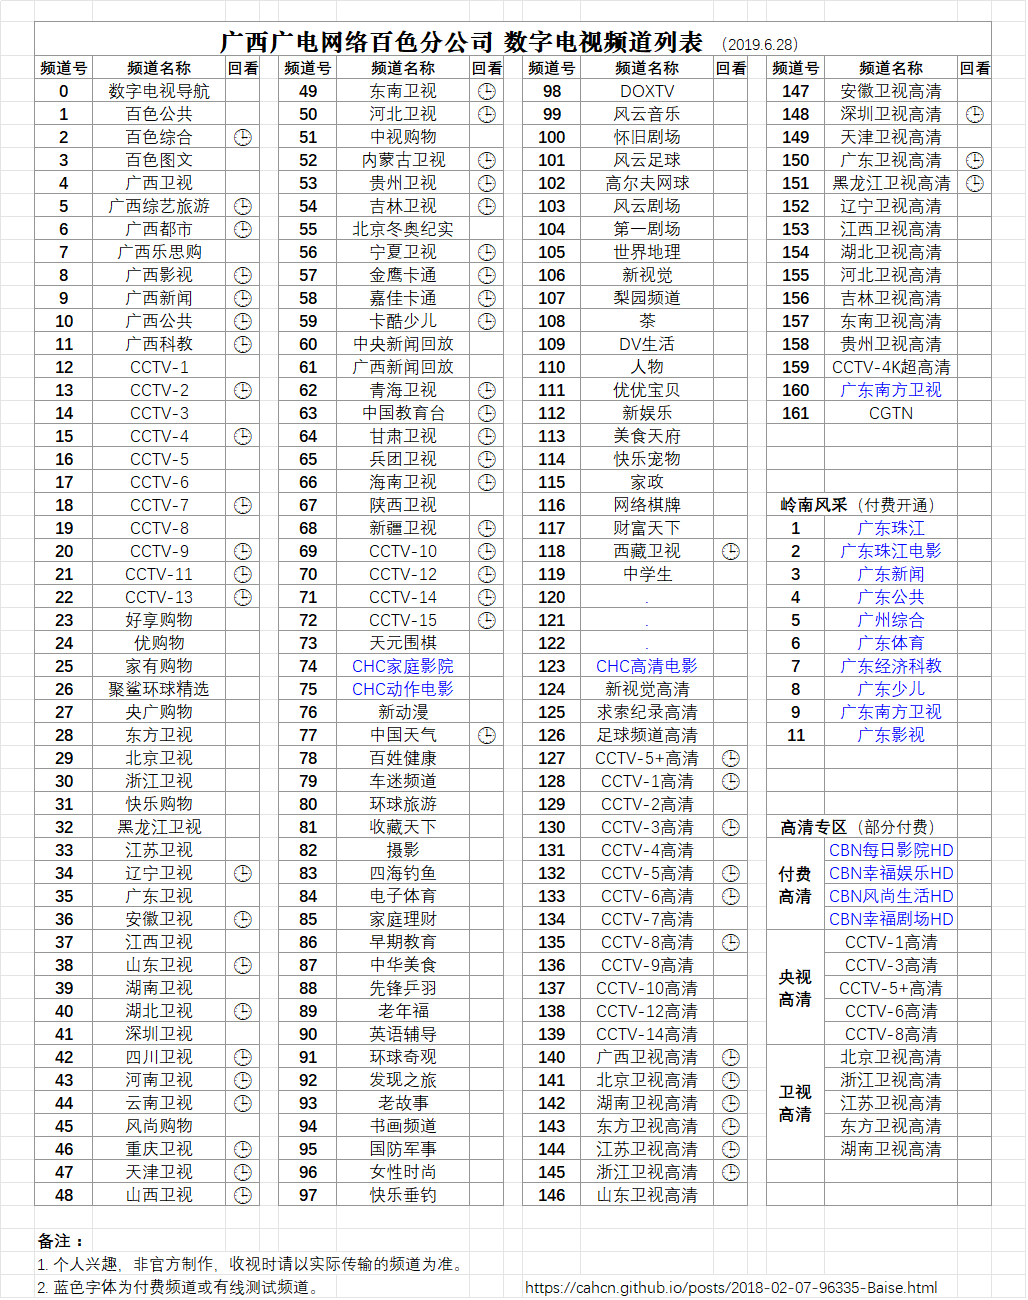 广西广电网络百色分公司 数字电视频道列表 （2019.6.28）
频道号 频道名称 回看 频道号 频道名称 回看 频道号 频道名称 回看 频道号 频道名称 回看
0 数字电视导航 49 东南卫视 98 DOXTV 147 安徽卫视高清
1 百色公共 50 河北卫视 99 风云音乐 148 深圳卫视高清
2 百色综合 51 中视购物 100 怀旧剧场 149 天津卫视高清
3 百色图文 52 内蒙古卫视 101 风云足球 150 广东卫视高清
4 广西卫视 53 贵州卫视 102 高尔夫网球 151 黑龙江卫视高清
5 广西综艺旅游 54 吉林卫视 103 风云剧场 152 辽宁卫视高清
6 广西都市 55 北京冬奥纪实 104 第一剧场 153 江西卫视高清
7 广西乐思购 56 宁夏卫视 105 世界地理 154 湖北卫视高清
8 广西影视 57 金鹰卡通 106 新视觉 155 河北卫视高清
9 广西新闻 58 嘉佳卡通 107 梨园频道 156 吉林卫视高清
10 广西公共 59 卡酷少儿 108 茶 157 东南卫视高清
11 广西科教 60 中央新闻回放 109 DV生活 158 贵州卫视高清
12 CCTV-1 61 广西新闻回放 110 人物 159 CCTV-4K超高清
13 CCTV-2 62 青海卫视 111 优优宝贝 160 广东南方卫视
14 CCTV-3 63 中国教育台 112 新娱乐 161 CGTN
15 CCTV-4 64 甘肃卫视 113 美食天府
16 CCTV-5 65 兵团卫视 114 快乐宠物
17 CCTV-6 66 海南卫视 115 家政
18 CCTV-7 67 陕西卫视 116 网络棋牌 岭南风采（付费开通）
19 CCTV-8 68 新疆卫视 117 财富天下 1 广东珠江
20 CCTV-9 69 CCTV-10 118 西藏卫视 2 广东珠江电影
21 CCTV-11 70 CCTV-12 119 中学生 3 广东新闻
22 CCTV-13 71 CCTV-14 120 . 4 广东公共
23 好享购物 72 CCTV-15 121 . 5 广州综合
24 优购物 73 天元围棋 122 . 6 广东体育
25 家有购物 74 CHC家庭影院 123 CHC高清电影 7 广东经济科教
26 聚鲨环球精选 75 CHC动作电影 124 新视觉高清 8 广东少儿
27 央广购物 76 新动漫 125 求索纪录高清 9 广东南方卫视
28 东方卫视 77 中国天气 126 足球频道高清 11 广东影视
29 北京卫视 78 百姓健康 127 CCTV-5+高清
30 浙江卫视 79 车迷频道 128 CCTV-1高清
31 快乐购物 80 环球旅游 129 CCTV-2高清
32 黑龙江卫视 81 收藏天下 130 CCTV-3高清 高清专区（部分付费）
33 江苏卫视 82 摄影 131 CCTV-4高清 CBN每日影院HD
34 辽宁卫视 83 四海钓鱼 132 CCTV-5高清 付费 CBN幸福娱乐HD
35 广东卫视 84 电子体育 133 CCTV-6高清 高清 CBN风尚生活HD
36 安徽卫视 85 家庭理财 134 CCTV-7高清 CBN幸福剧场HD
37 江西卫视 86 早期教育 135 CCTV-8高清 CCTV-1高清
38 山东卫视 87 中华美食 136 CCTV-9高清 央视 CCTV-3高清
39 湖南卫视 88 先锋乒羽 137 CCTV-10高清 高清 CCTV-5+高清
40 湖北卫视 89 老年福 138 CCTV-12高清 CCTV-6高清
41 深圳卫视 90 英语辅导 139 CCTV-14高清 CCTV-8高清
42 四川卫视 91 环球奇观 140 广西卫视高清 北京卫视高清
43 河南卫视 92 发现之旅 141 北京卫视高清 卫视 浙江卫视高清
44 云南卫视 93 老故事 142 湖南卫视高清 高清 江苏卫视高清
45 风尚购物 94 书画频道 143 东方卫视高清 东方卫视高清
46 重庆卫视 95 国防军事 144 江苏卫视高清 湖南卫视高清
47 天津卫视 96 女性时尚 145 浙江卫视高清
48 山西卫视 97 快乐垂钓 146 山东卫视高清
备注：
1. 个人兴趣，非官方制作，收视时请以实际传输的频道为准。
2. 蓝色字体为付费频道或有线测试频道。 https://cahcn.github.io/posts/2018-02-07-96335-Baise.html